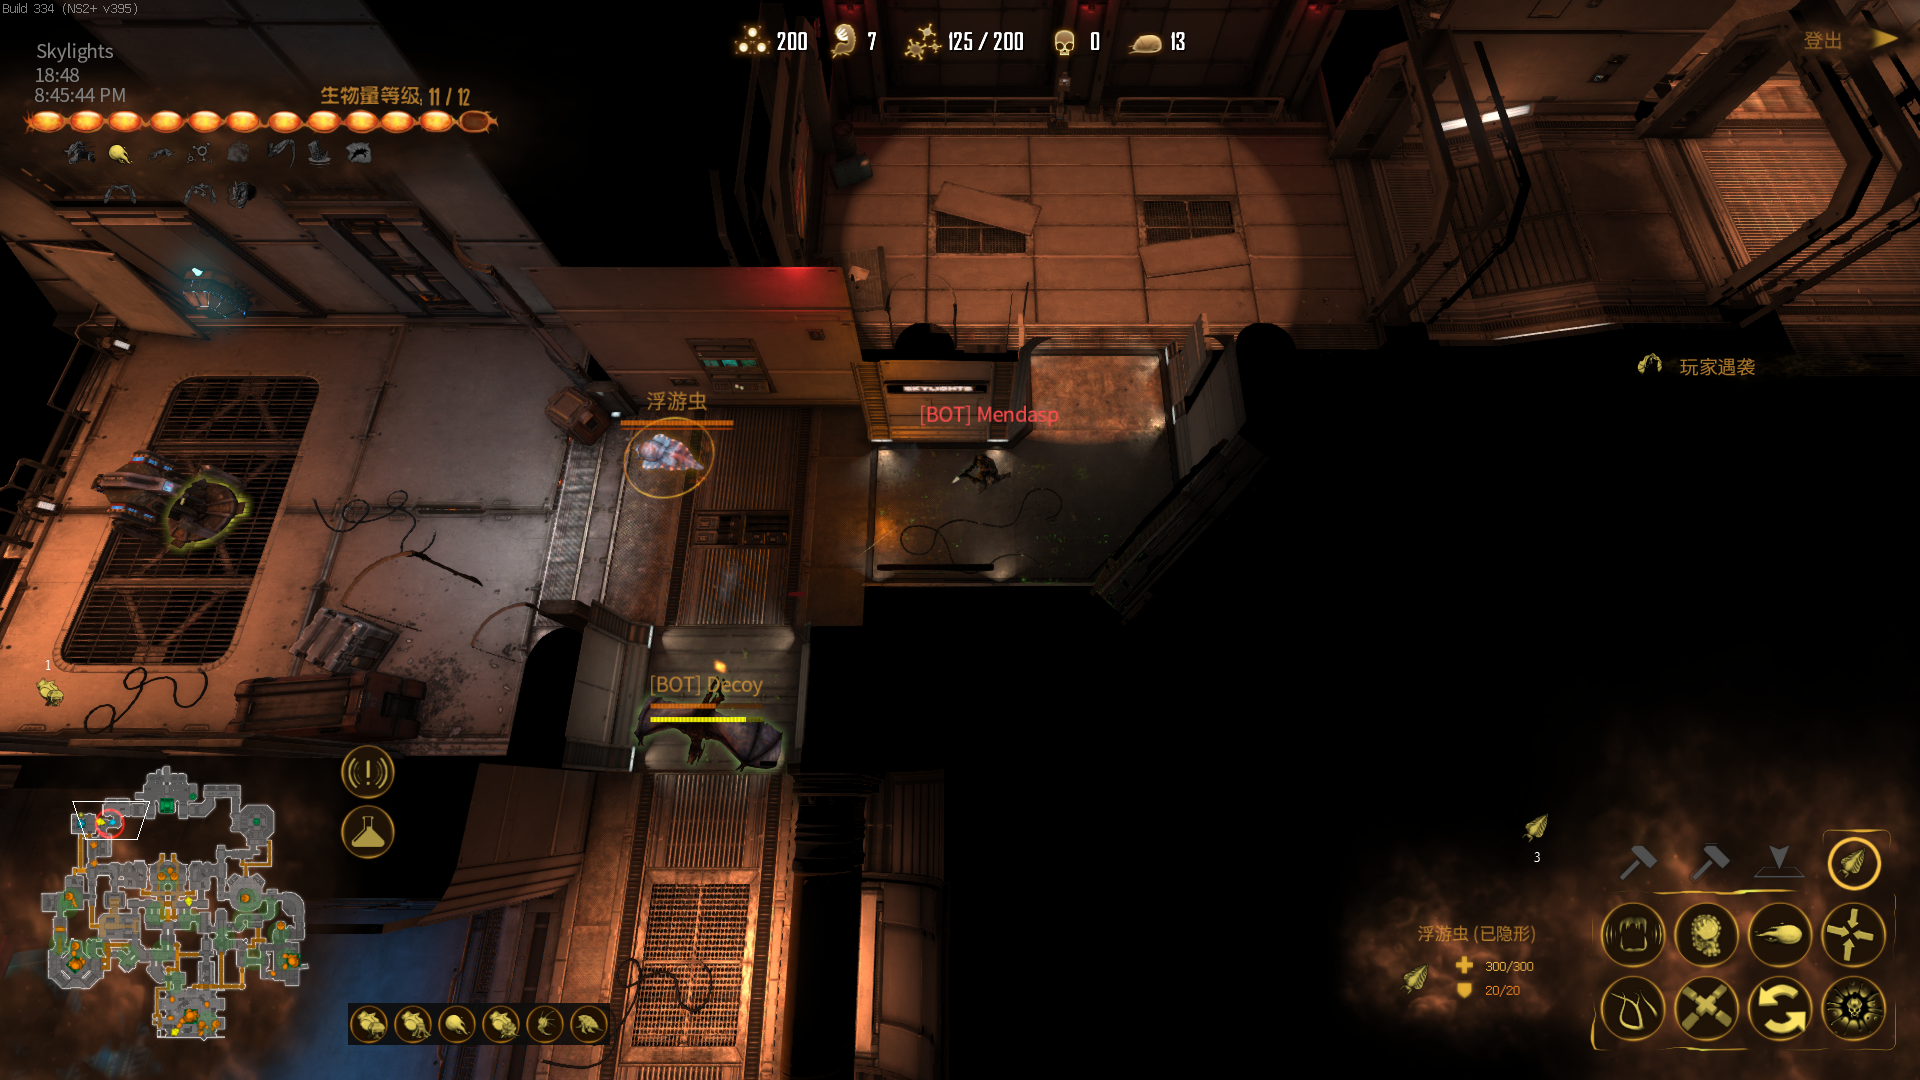 Build 334 (NS2+ v395)
Skylights
18:48
8:45:44 PM
生物量等级 11 / 12
200
7
125 / 200
0
13
登出
玩家遇袭
浮游虫
SKYLIGHTS
[BOT] Mendasp
1
[BOT] Decoy
3
浮游虫 (已隐形)
300/300
20/20